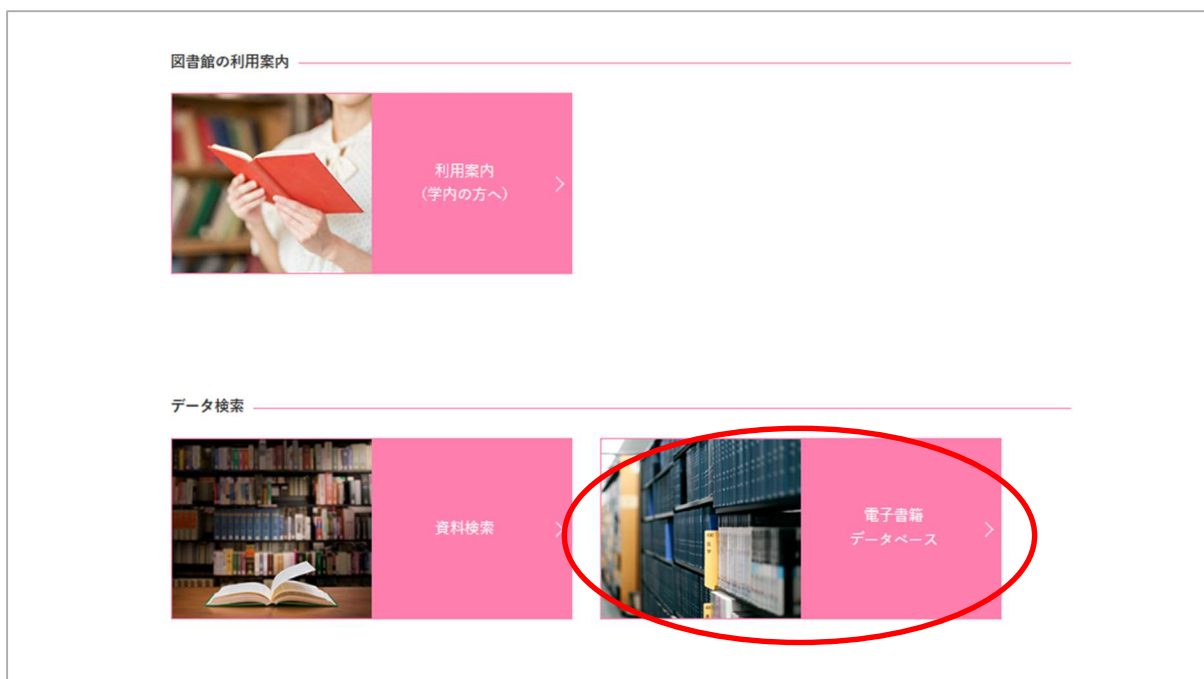 図書館の利用案内
利用案内
（学内の方へ）
データ検索
資料検索
電子書籍
データベース